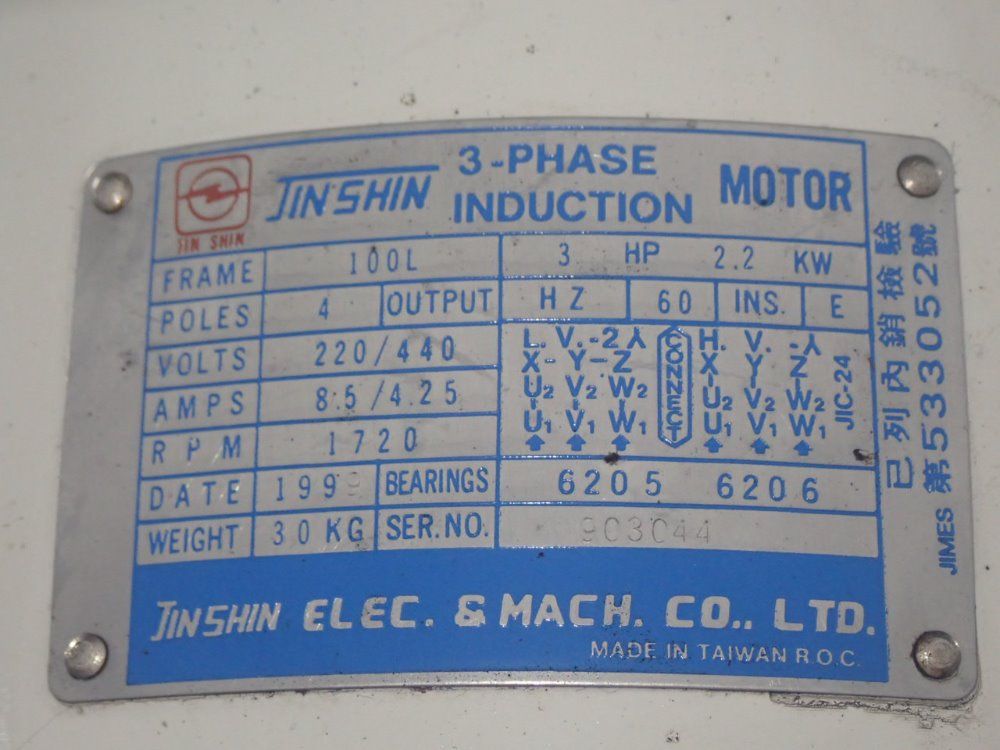 JIN SHIN
JINSHIN 3-PHASE INDUCTION MOTOR
FRAME 100L 3 HP 2.2 KW
POLES 4 OUTPUT HZ 60 INS. E
VOLTS 220/440
AMPS 8.5/4.25
RPM 1720
L.V.-2人 CONNECT H.V.-人
X-Y-Z X Y Z
U2 V2 W2 U2 V2 W2
U1 V1 W1 U1 V1 W1
JIC-24
DATE 1999 BEARINGS 6205 6206
WEIGHT 30 KG SER.NO. 903044
JINSHIN ELEC. & MACH. CO., LTD.
MADE IN TAIWAN R.O.C.
已列內銷檢驗
JIMES 第533052號